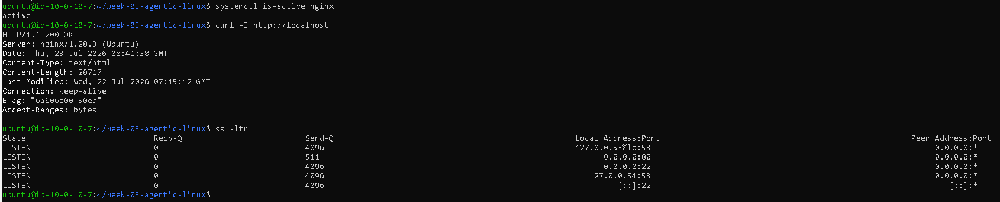 ubuntu@ip-10-0-10-7:~/week-03-agentic-linux$ systemctl is-active nginx
active
ubuntu@ip-10-0-10-7:~/week-03-agentic-linux$ curl -I http://localhost
HTTP/1.1 200 OK
Server: nginx/1.28.3 (Ubuntu)
Date: Thu, 23 Jul 2026 08:41:38 GMT
Content-Type: text/html
Content-Length: 20717
Last-Modified: Wed, 22 Jul 2026 07:15:12 GMT
Connection: keep-alive
ETag: "6a606e00-50ed"
Accept-Ranges: bytes
ubuntu@ip-10-0-10-7:~/week-03-agentic-linux$ ss -ltn
State Recv-Q Send-Q Local Address:Port Peer Address:Port
LISTEN 0 4096 127.0.0.53%lo:53 0.0.0.0:*
LISTEN 0 511 0.0.0.0:80 0.0.0.0:*
LISTEN 0 4096 0.0.0.0:22 0.0.0.0:*
LISTEN 0 4096 127.0.0.54:53 0.0.0.0:*
LISTEN 0 4096 [::]:22 [::]:*
ubuntu@ip-10-0-10-7:~/week-03-agentic-linux$